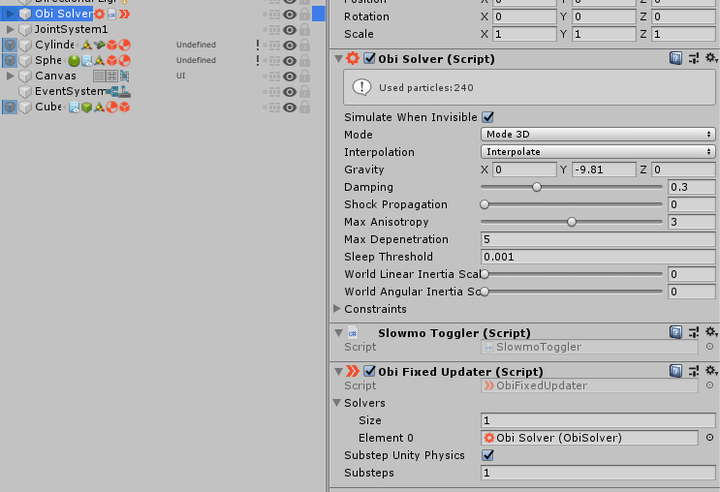 Obi Solver
JointSystem1
Cylinde
Undefined
Sphe
Undefined
Canvas
UI
EventSystem
Cube
Rotation X 0 Y 0 Z 0
Scale X 1 Y 1 Z 1
Obi Solver (Script)
Used particles:240
Simulate When Invisible
Mode Mode 3D
Interpolation Interpolate
Gravity X 0 Y -9.81 Z 0
Damping 0.3
Shock Propagation 0
Max Anisotropy 3
Max Depenetration 5
Sleep Threshold 0.001
World Linear Inertia Scal 0
World Angular Inertia Sc 0
Constraints
Slowmo Toggler (Script)
Script SlowmoToggler
Obi Fixed Updater (Script)
Script ObiFixedUpdater
Solvers
Size 1
Element 0 Obi Solver (ObiSolver)
Substep Unity Physics
Substeps 1